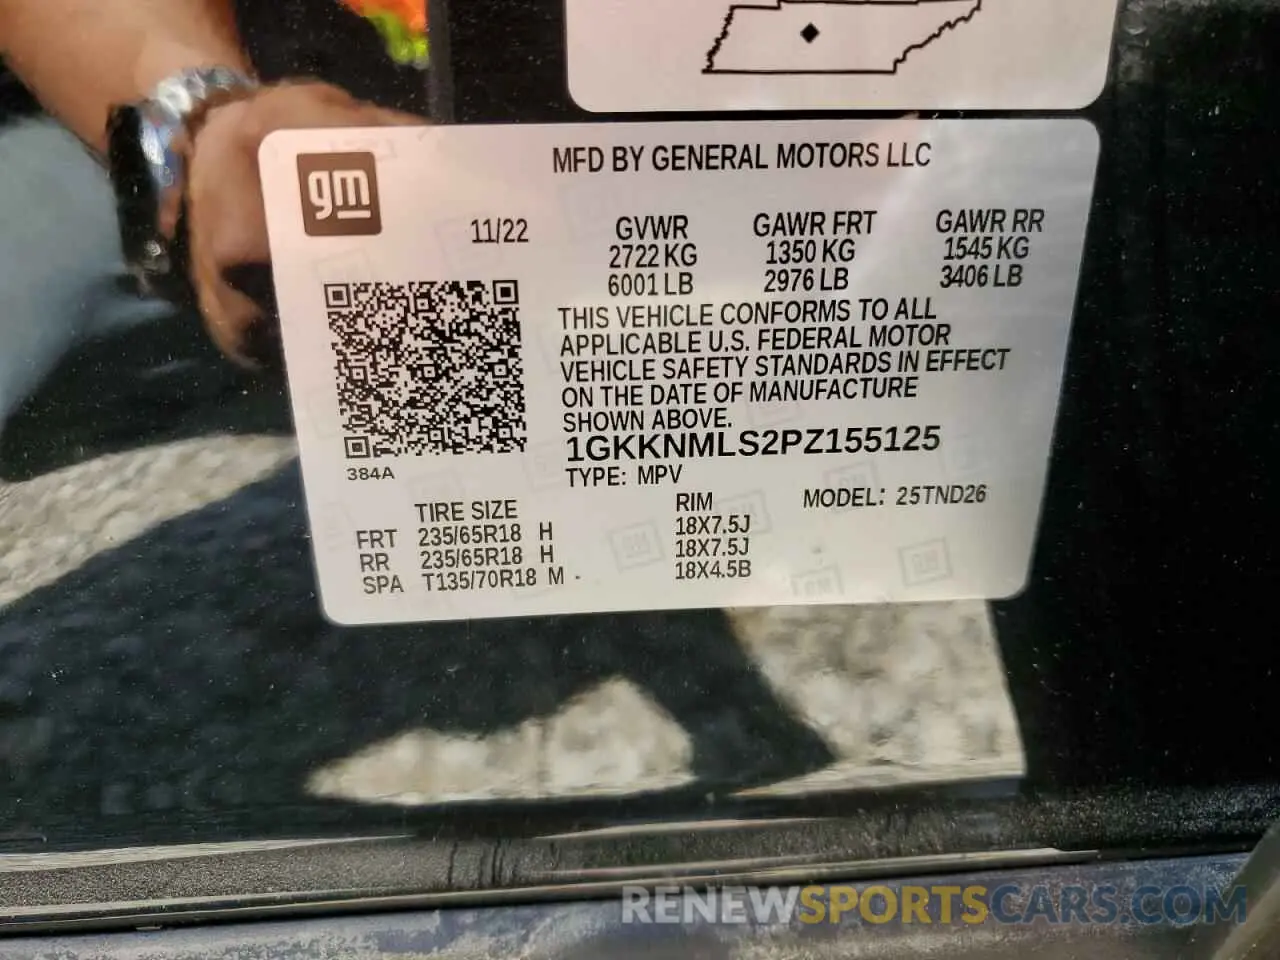 MFD BY GENERAL MOTORS LLC
gm
11/22
GVWR GAWR FRT GAWR RR
2722 KG 1350 KG 1545 KG
6001 LB 2976 LB 3406 LB
THIS VEHICLE CONFORMS TO ALL
APPLICABLE U.S. FEDERAL MOTOR
VEHICLE SAFETY STANDARDS IN EFFECT
ON THE DATE OF MANUFACTURE
SHOWN ABOVE.
1GKKNMLS2PZ155125
384A
TYPE: MPV
TIRE SIZE RIM MODEL: 25TND26
FRT 235/65R18 H 18X7.5J
RR 235/65R18 H 18X7.5J
SPA T135/70R18 M 18X4.5B
RENEWSPORTSCARS.COM